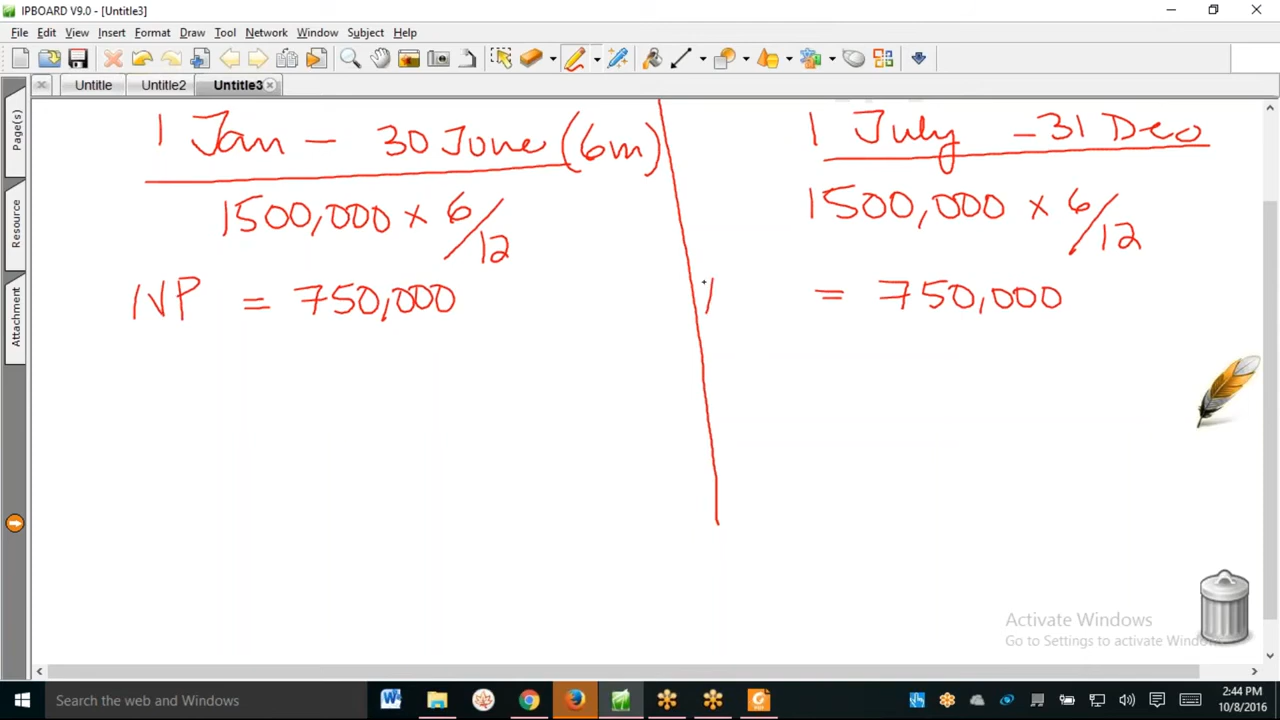 IPBOARD V9.0 - [Untitle3]
File Edit View Insert Format Draw Tool Network Window Subject Help
Untitle Untitle2 Untitle3
Page(s)
Resource
Attachment
1 Jan - 30 June (6m)
1500,000 × 6/12
NP = 750,000
1 July - 31 Dec
1500,000 × 6/12
= 750,000
Activate Windows
Go to Settings to activate Windows
Search the web and Windows
2:44 PM
10/8/2016